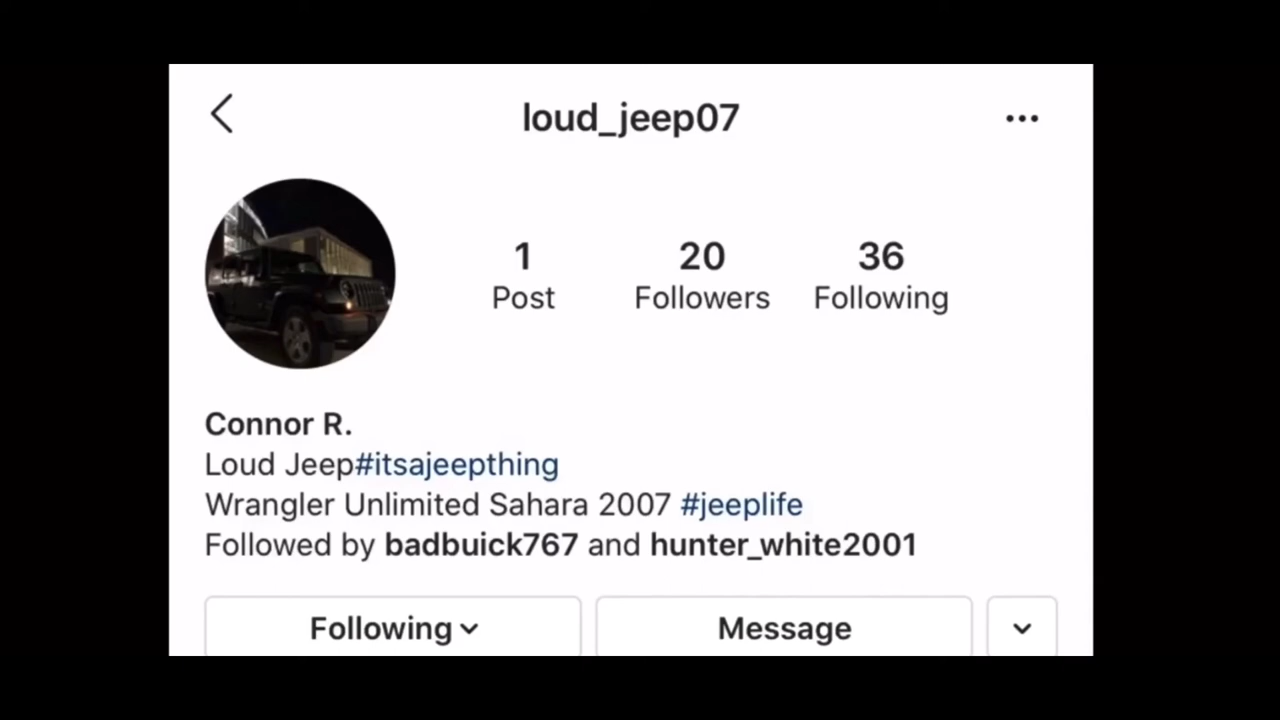 loud_jeep07
1 20 36
Post Followers Following
Connor R.
Loud Jeep#itsajeepthing
Wrangler Unlimited Sahara 2007 #jeeplife
Followed by badbuick767 and hunter_white2001
Following Message